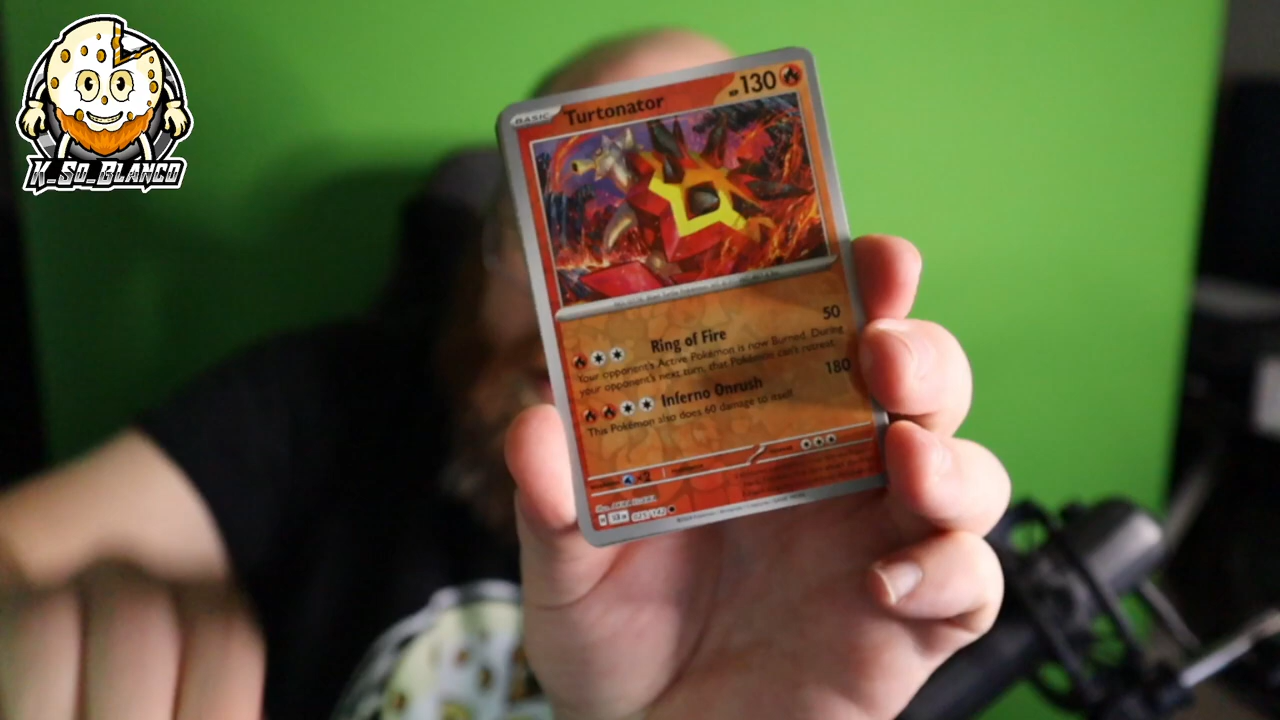 K_So_Blanco
BASIC Turtonator HP 130
Ring of Fire 50
Your opponent's Active Pokémon is now Burned. During
your opponent's next turn, that Pokémon can't retreat.
Inferno Onrush 180
This Pokémon also does 60 damage to itself.
×2